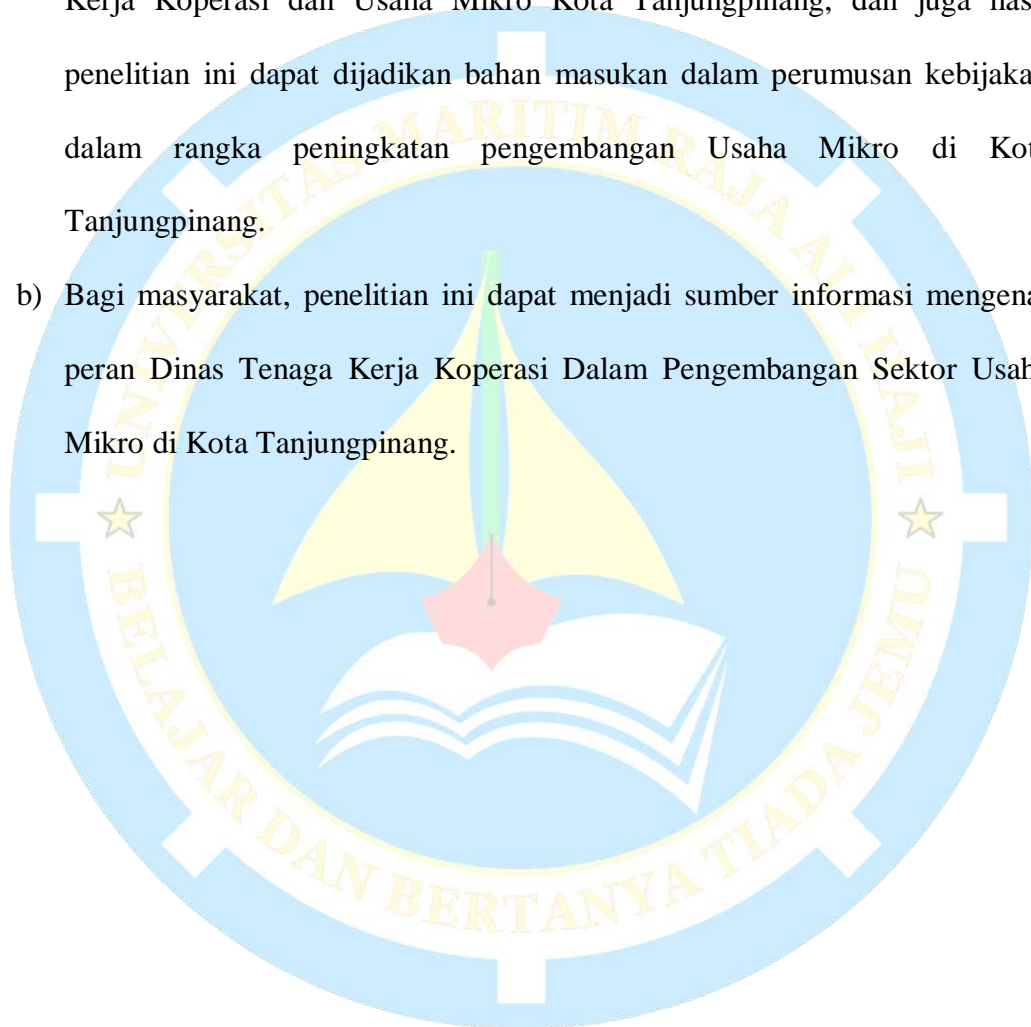 Kerja Koperasi dan Usaha Mikro Kota Tanjungpinang, dan juga has
penelitian ini dapat dijadikan bahan masukan dalam perumusan kebijaka
dalam rangka peningkatan pengembangan Usaha Mikro di Kot
Tanjungpinang.
b) Bagi masyarakat, penelitian ini dapat menjadi sumber informasi mengena
peran Dinas Tenaga Kerja Koperasi Dalam Pengembangan Sektor Usah
Mikro di Kota Tanjungpinang.
UNIVERSITAS MARITIM RAJA ALI HAJI
BELAJAR DAN BERTANYA TIADA JEMU